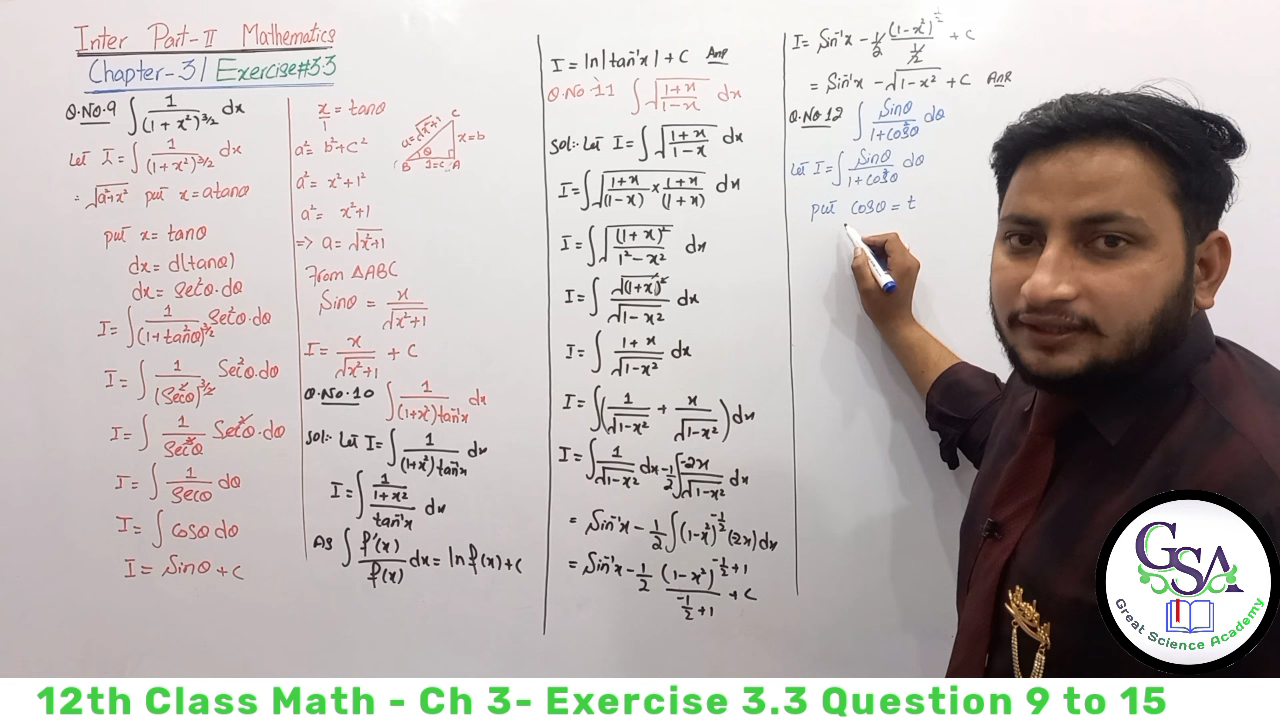 Inter Part-II Mathematics
Chapter-3 | Exercise#3.3
Q.No.9 ∫ 1/(1+x²)^3/2 dx
Let I = ∫ 1/(1+x²)^3/2 dx
∵ √a²+x² put x = a tanθ
put x = tanθ
dx = d(tanθ)
dx = Sec²θ·dθ
I = ∫ 1/(1+tan²θ)^3/2 Sec²θ·dθ
I = ∫ 1/(Sec²θ)^3/2 Sec²θ·dθ
I = ∫ 1/Sec³θ Sec²θ·dθ
I = ∫ 1/Secθ dθ
I = ∫ Cosθ dθ
I = Sinθ + C
x/1 = tanθ
a² = b²+c²
a² = x²+1²
a² = x²+1
=> a = √x²+1
C
a=√x²+1
x=b
θ
B 1=c A
From △ABC
Sinθ = x/√x²+1
I = x/√x²+1 + C
Q.No.10 ∫ 1/(1+x²)tan⁻¹x dx
Sol:- Let I = ∫ 1/(1+x²)tan⁻¹x dx
I = ∫ 1/1+x² / tan⁻¹x dx
As ∫ f'(x)/f(x) dx = ln f(x)+C
I = ln|tan⁻¹x| + C Ans
Q.No.11 ∫ √1+x/1-x dx
Sol:- Let I = ∫ √1+x/1-x dx
I = ∫ √(1+x)/(1-x) × (1+x)/(1+x) dx
I = ∫ √(1+x)²/1²-x² dx
I = ∫ √(1+x)²/√1-x² dx
I = ∫ 1+x/√1-x² dx
I = ∫(1/√1-x² + x/√1-x²) dx
I = ∫ 1/√1-x² dx -1/2 ∫ -2x/√1-x² dx
= Sin⁻¹x - 1/2 ∫(1-x²)^-1/2 (2x) dx
= Sin⁻¹x - 1/2 (1-x²)^-1/2+1 / -1/2+1 + C
I = Sin⁻¹x - 1/2 (1-x²)^1/2 / 1/2 + C
= Sin⁻¹x - √1-x² + C Ans
Q.No 12 ∫ Sinθ/1+Cos²θ dθ
Let I = ∫ Sinθ/1+Cos²θ dθ
put Cosθ = t
GSA
Great Science Academy
12th Class Math - Ch 3- Exercise 3.3 Question 9 to 15